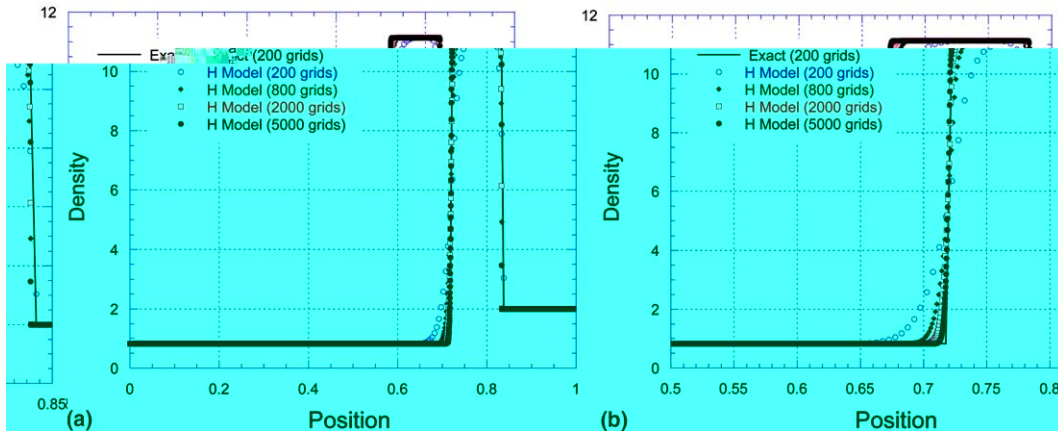 12
Exact (200 grids)
10
H Model (200 grids)
H Model (800 grids)
H Model (2000 grids)
H Model (5000 grids)
8
6
4
2
0
Density
0
0.2
0.4
0.6
0.8
1
0.85
(a)
Position
12
Exact (200 grids)
10
H Model (200 grids)
H Model (800 grids)
H Model (2000 grids)
H Model (5000 grids)
8
6
4
2
0
Density
0.5
0.55
0.6
0.65
0.7
0.75
0.8
(b)
Position